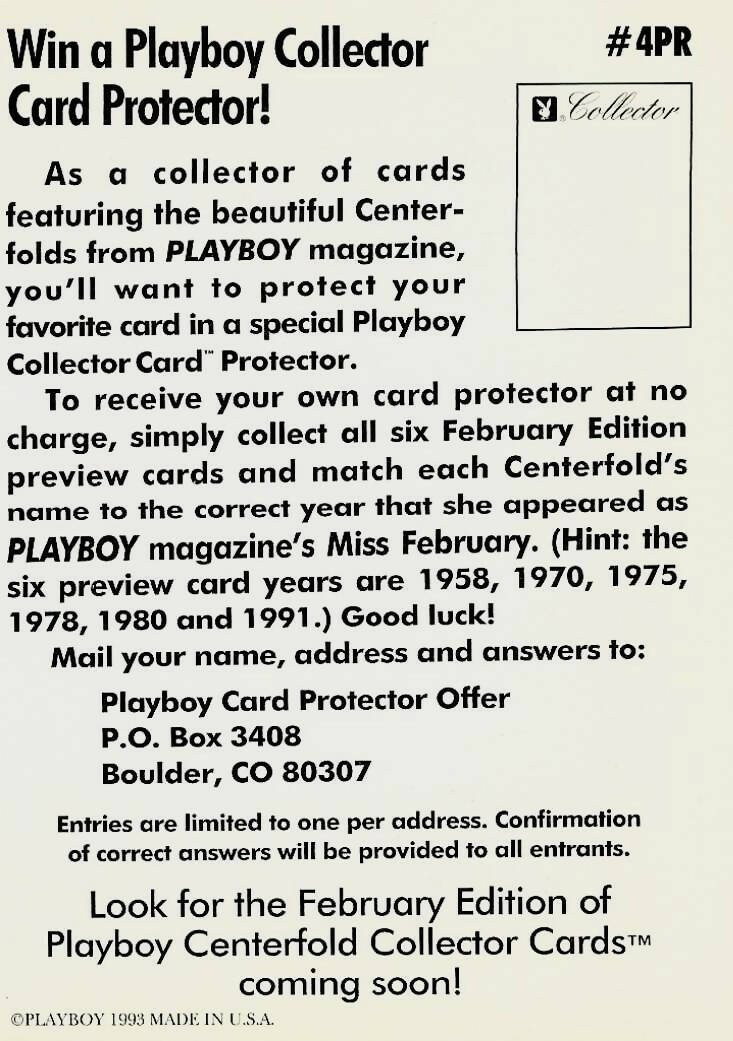 Win a Playboy Collector
Card Protector!
#4PR
® Collector
As a collector of cards
featuring the beautiful Center-
folds from PLAYBOY magazine,
you'll want to protect your
favorite card in a special Playboy
Collector Card™ Protector.
To receive your own card protector at no
charge, simply collect all six February Edition
preview cards and match each Centerfold's
name to the correct year that she appeared as
PLAYBOY magazine's Miss February. (Hint: the
six preview card years are 1958, 1970, 1975,
1978, 1980 and 1991.) Good luck!
Mail your name, address and answers to:
Playboy Card Protector Offer
P.O. Box 3408
Boulder, CO 80307
Entries are limited to one per address. Confirmation
of correct answers will be provided to all entrants.
Look for the February Edition of
Playboy Centerfold Collector Cards™
coming soon!
©PLAYBOY 1993 MADE IN U.S.A.